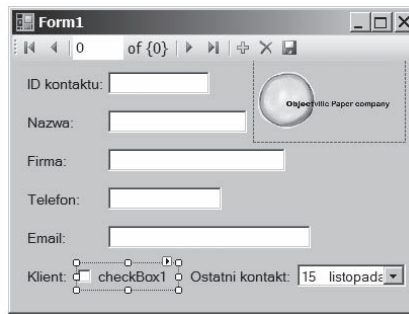 Form1
0 of {0}
ID kontaktu:
Objectville Paper company
Nazwa:
Firma:
Telefon:
Email:
Klient: checkBox1 Ostatni kontakt: 15 listopada